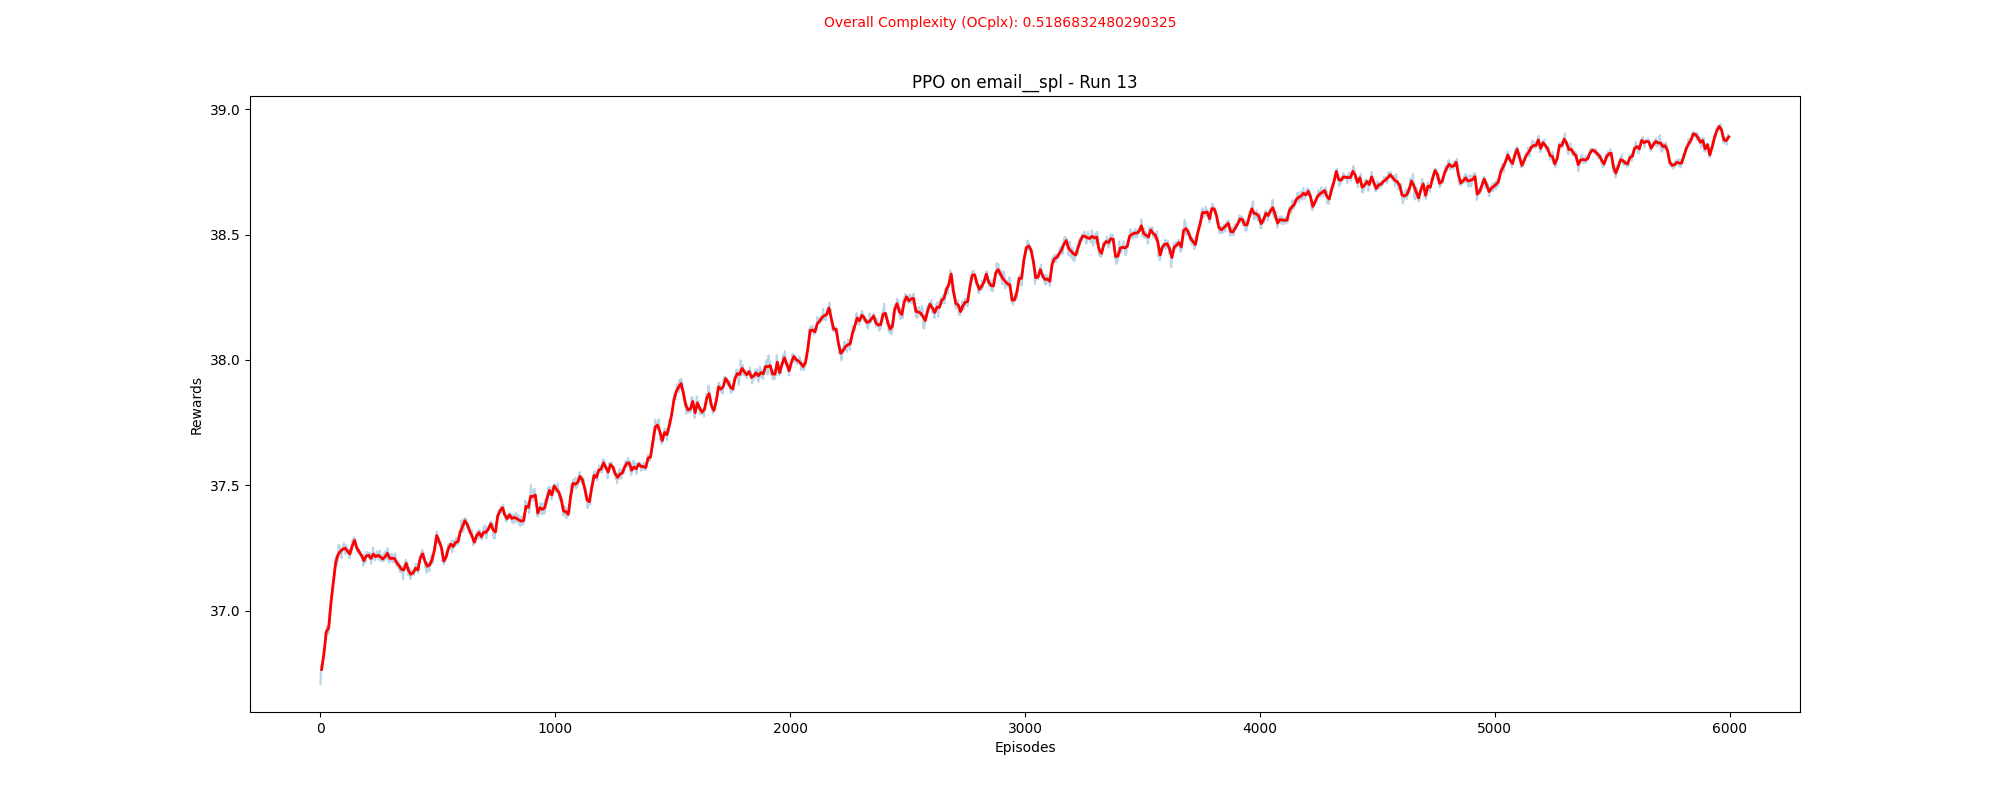 Overall Complexity (OCplx): 0.5186832480290325
PPO on email__spl - Run 13
39.0
38.5
38.0
37.5
37.0
Rewards
0 1000 2000 3000 4000 5000 6000
Episodes